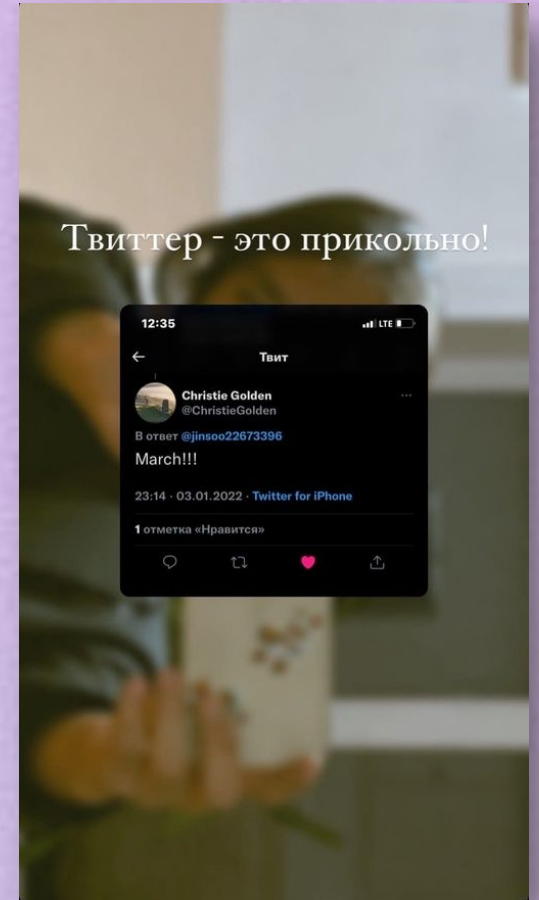 Твиттер - это прикольно!
12:35
LTE
Твит
Christie Golden
@ChristieGolden
В ответ @jinsoo22673396
March!!!
23:14 · 03.01.2022 · Twitter for iPhone
1 отметка «Нравится»